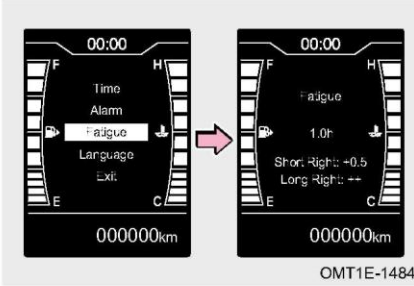 00:00
F H
Time
Alarm
Fatigue
Language
Exit
E C
000000km
00:00
F H
Fatigue
1.0h
Short Right: +0.5
Long Right: ++
E C
000000km
OMT1E-1484